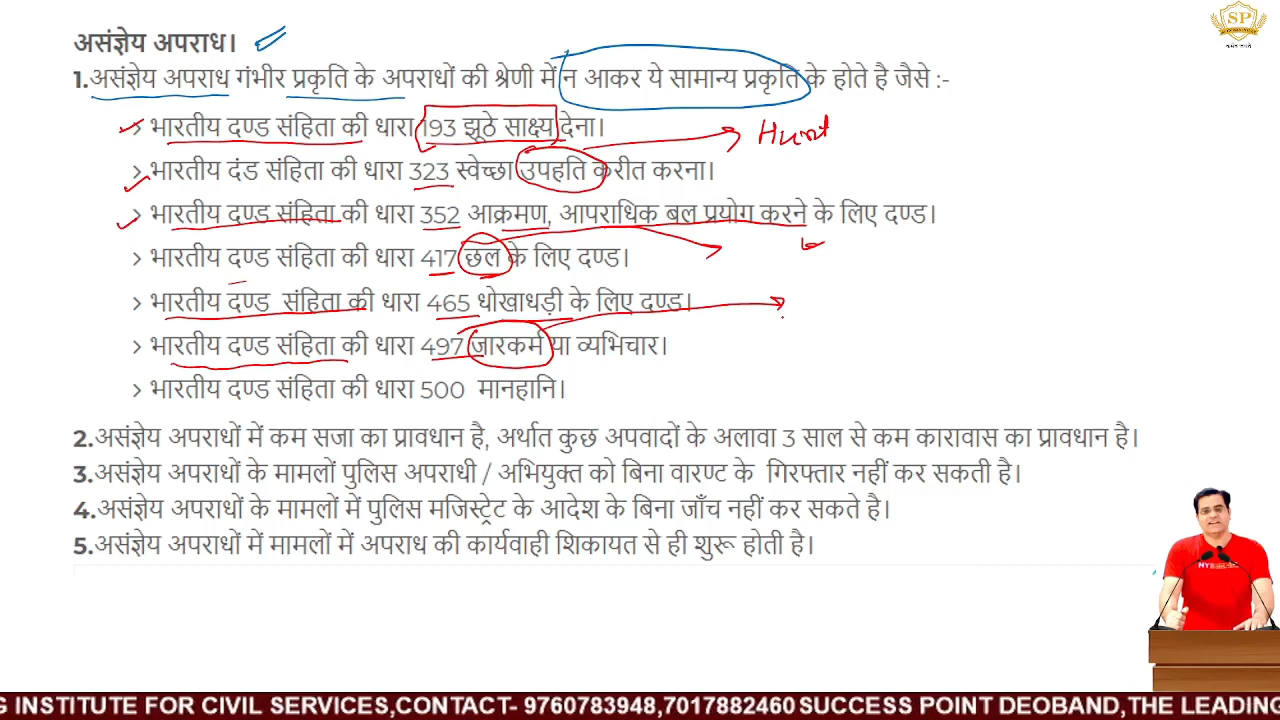 SP
असंज्ञेय अपराध।
1.असंज्ञेय अपराध गंभीर प्रकृति के अपराधों की श्रेणी में न आकर ये सामान्य प्रकृति के होते है जैसे :-
> भारतीय दण्ड संहिता की धारा 193 झूठे साक्ष्य देना।
Hurt
> भारतीय दंड संहिता की धारा 323 स्वेच्छा उपहति करीत करना।
> भारतीय दण्ड संहिता की धारा 352 आक्रमण, आपराधिक बल प्रयोग करने के लिए दण्ड।
> भारतीय दण्ड संहिता की धारा 417 छल के लिए दण्ड।
> भारतीय दण्ड संहिता की धारा 465 धोखाधड़ी के लिए दण्ड।
> भारतीय दण्ड संहिता की धारा 497 जारकर्म या व्यभिचार।
> भारतीय दण्ड संहिता की धारा 500 मानहानि।
2.असंज्ञेय अपराधों में कम सजा का प्रावधान है, अर्थात कुछ अपवादों के अलावा 3 साल से कम कारावास का प्रावधान है।
3.असंज्ञेय अपराधों के मामलों पुलिस अपराधी / अभियुक्त को बिना वारण्ट के गिरफ्तार नहीं कर सकती है।
4.असंज्ञेय अपराधों के मामलों में पुलिस मजिस्ट्रेट के आदेश के बिना जाँच नहीं कर सकते है।
5.असंज्ञेय अपराधों में मामलों में अपराध की कार्यवाही शिकायत से ही शुरू होती है।
G INSTITUTE FOR CIVIL SERVICES,CONTACT- 9760783948,7017882460 SUCCESS POINT DEOBAND,THE LEADING